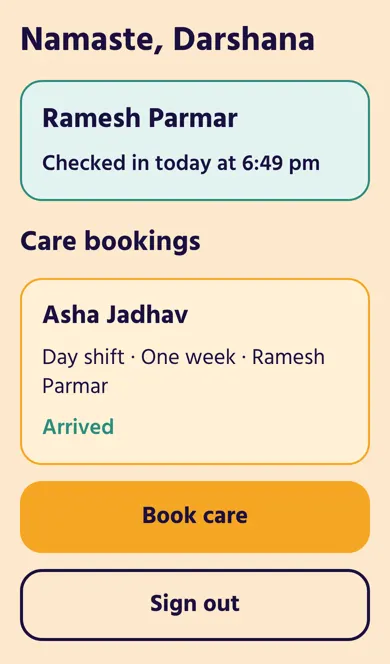 Namaste, Darshana
Ramesh Parmar
Checked in today at 6:49 pm
Care bookings
Asha Jadhav
Day shift · One week · Ramesh
Parmar
Arrived
Book care
Sign out